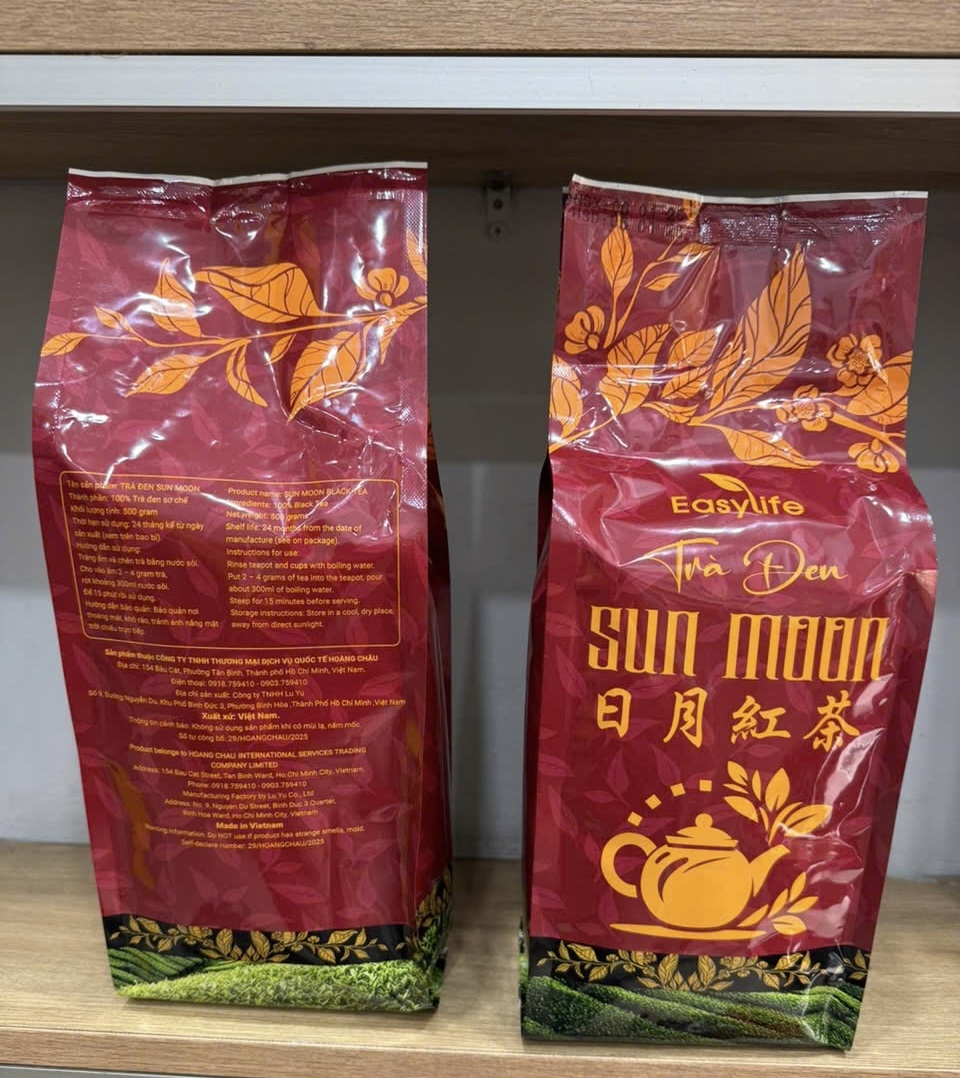 Tên sản phẩm: TRÀ ĐEN SUN MOON
Thành phần: 100% Trà đen sơ chế
Khối lượng tịnh: 500 gram
Thời hạn sử dụng: 24 tháng kể từ ngày
sản xuất (xem trên bao bì).
Hướng dẫn sử dụng:
Tráng ấm và chén trà bằng nước sôi.
Cho vào ấm 2 – 4 gram trà,
rót khoảng 300ml nước sôi.
Để 15 phút rồi sử dụng.
Hướng dẫn bảo quản: Bảo quản nơi
thoáng mát, khô ráo, tránh ánh nắng mặt
trời chiếu trực tiếp.
Product name: SUN MOON BLACK TEA
Ingredients: 100% Black Tea
Net weight: 500 grams
Shelf life: 24 months from the date of
manufacture (see on package).
Instructions for use:
Rinse teapot and cups with boiling water.
Put 2 – 4 grams of tea into the teapot, pour
about 300ml of boiling water.
Steep for 15 minutes before serving.
Storage instructions: Store in a cool, dry place,
away from direct sunlight.
Sản phẩm thuộc CÔNG TY TNHH THƯƠNG MẠI DỊCH VỤ QUỐC TẾ HOÀNG CHÂU
Địa chỉ: 154 Bàu Cát, Phường Tân Bình, Thành phố Hồ Chí Minh, Việt Nam.
Điện thoại: 0918.759410 - 0903.759410
Địa chỉ sản xuất: Công ty TNHH Lu Yu
Số 9, Đường Nguyễn Du, Khu Phố Bình Đức 3, Phường Bình Hòa ,Thành Phố Hồ Chí Minh ,Việt Nam
Xuất xứ: Việt Nam.
Thông tin cảnh báo: Không sử dụng sản phẩm khi có mùi lạ, nấm mốc.
Số tự công bố: 29/HOANGCHAU/2025
Product belongs to HOANG CHAU INTERNATIONAL SERVICES TRADING
COMPANY LIMITED
Address: 154 Bau Cat Street, Tan Binh Ward, Ho Chi Minh City, Vietnam.
Phone: 0918.759410 - 0903.759410
Manufacturing Factory by Lu Yu Co., Ltd
Address: No. 9, Nguyen Du Street, Binh Duc 3 Quarter,
Binh Hoa Ward, Ho Chi Minh City, Vietnam
Made in Vietnam
Warning Information: Do NOT use if product has strange smells, mold.
Self-declare number: 29/HOANGCHAU/2025
Easylife
Trà Đen
SUN MOON
日月紅茶